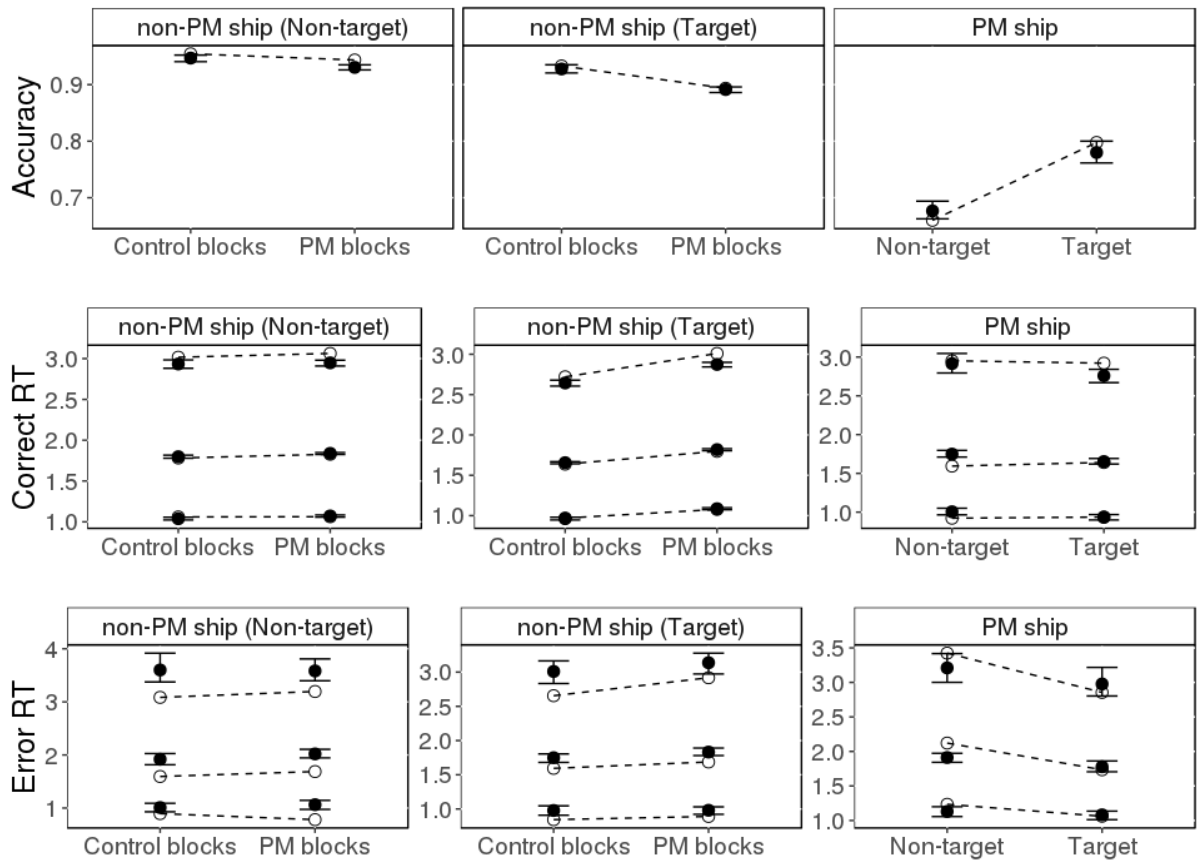 non-PM ship (Non-target) non-PM ship (Target) PM ship
Accuracy
0.9
0.8
0.7
Control blocks PM blocks Control blocks PM blocks Non-target Target
non-PM ship (Non-target) non-PM ship (Target) PM ship
Correct RT
3.0 3.0 3.0
2.5 2.5 2.5
2.0 2.0 2.0
1.5 1.5 1.5
1.0 1.0 1.0
Control blocks PM blocks Control blocks PM blocks Non-target Target
non-PM ship (Non-target) non-PM ship (Target) PM ship
Error RT
4 3.0 3.5
3 2.5 3.0
2 2.0 2.5
1 1.5 2.0
1.0 1.5
1.0
Control blocks PM blocks Control blocks PM blocks Non-target Target